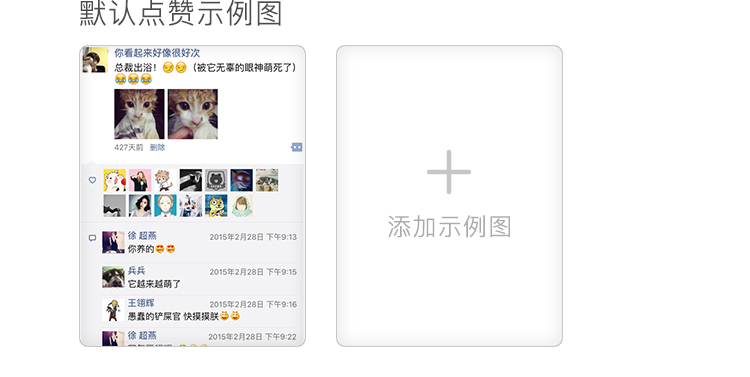 默认点赞示例图
你看起来好像很好次
总裁出浴！😏😏（被它无辜的眼神萌死了）
😂😂😂
427天前 删除
徐 超燕 2015年2月28日 下午9:13
你养的😍😍
兵兵 2015年2月28日 下午9:15
它越来越萌了
王翎辉 2015年2月28日 下午9:16
愚蠢的铲屎官 快摸摸朕😄😄
徐 超燕 2015年2月28日 下午9:22
添加示例图